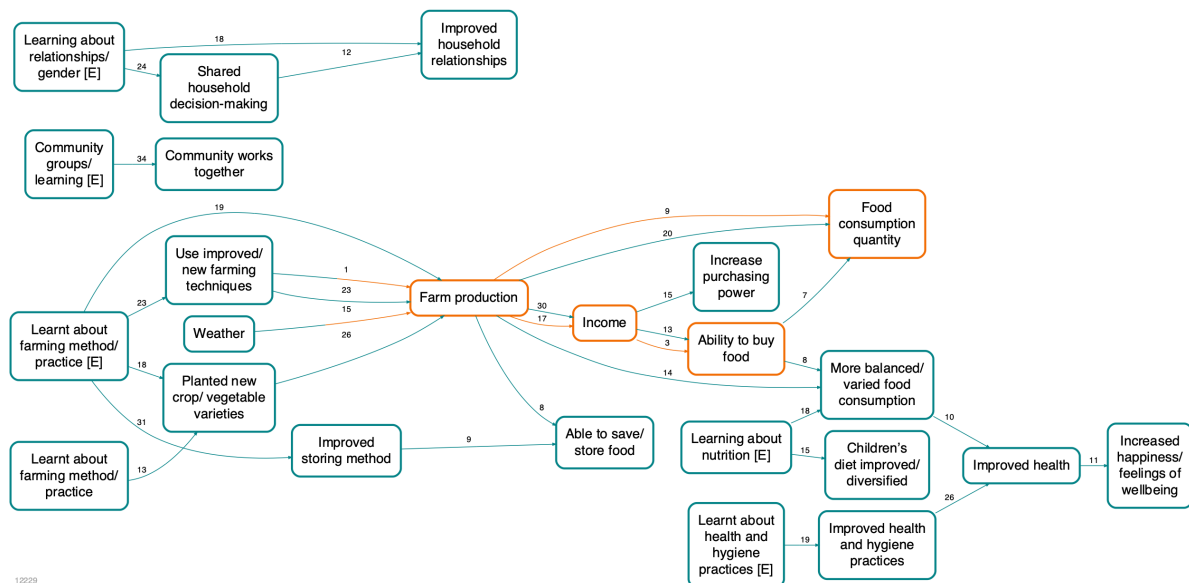 Learning about
relationships/
gender [E]
18
24
Shared
household
decision-making
12
Improved
household
relationships
Community
groups/
learning [E]
34
Community works
together
19
Use improved/
new farming
techniques
1
23
Weather
15
26
Learnt about
farming method/
practice [E]
23
18
31
Planted new
crop/ vegetable
varieties
Learnt about
farming method/
practice
13
Improved
storing method
9
Farm production
9
20
30
17
14
8
Able to save/
store food
Income
15
13
3
Increase
purchasing
power
Ability to buy
food
7
8
Food
consumption
quantity
More balanced/
varied food
consumption
10
Learning about
nutrition [E]
18
15
Children's
diet improved/
diversified
Learnt about
health and
hygiene
practices [E]
19
Improved health
and hygiene
practices
26
Improved health
11
Increased
happiness/
feelings of
wellbeing
12229